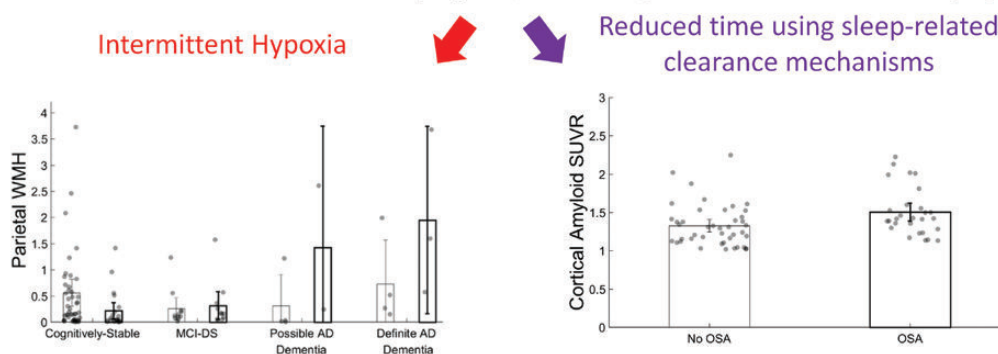 Intermittent Hypoxia
Reduced time using sleep-related
clearance mechanisms
Parietal WMH
4
3.5
3
2.5
2
1.5
1
0.5
0
Cognitively-Stable
MCI-DS
Possible AD
Dementia
Definite AD
Dementia
Cortical Amyloid SUVR
3
2.5
2
1.5
1
0.5
0
No OSA
OSA